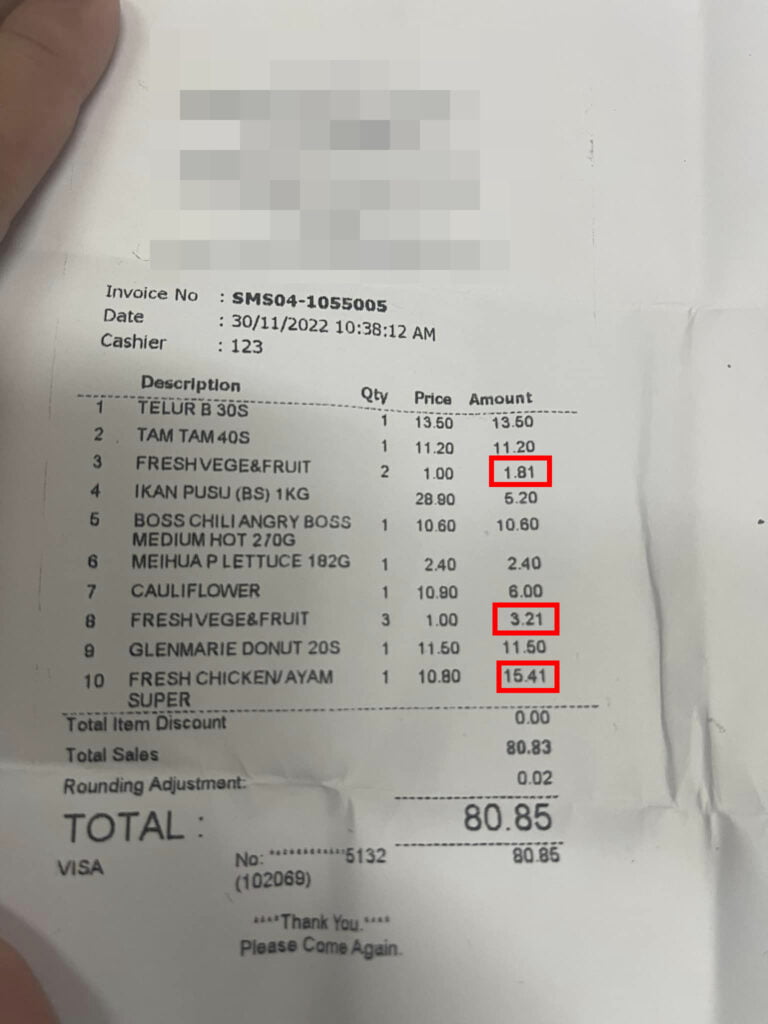 Invoice No : SMS04-1055005
Date : 30/11/2022 10:38:12 AM
Cashier : 123
Description Qty Price Amount
1 TELUR B 30S 1 13.50 13.50
2 TAM TAM 40S 1 11.20 11.20
3 FRESH VEGE&FRUIT 2 1.00 1.81
4 IKAN PUSU (BS) 1KG 28.90 5.20
5 BOSS CHILI ANGRY BOSS 1 10.60 10.60
MEDIUM HOT 270G
6 MEIHUA P LETTUCE 182G 1 2.40 2.40
7 CAULIFLOWER 1 10.90 6.00
8 FRESH VEGE&FRUIT 3 1.00 3.21
9 GLENMARIE DONUT 20S 1 11.50 11.50
10 FRESH CHICKEN/AYAM 1 10.80 15.41
SUPER
Total Item Discount 0.00
Total Sales 80.83
Rounding Adjustment: 0.02
TOTAL : 80.85
VISA No: ************5132 80.85
(102069)
****Thank You.****
Please Come Again.